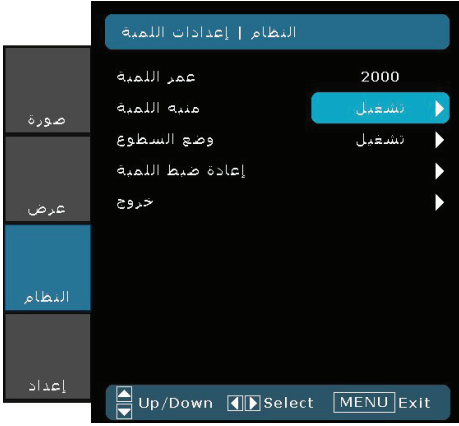 النظام | إعدادات اللمبة
عمر اللمبة 2000
منبه اللمبة تشغيل
وضع السطوع تشغيل
إعادة ضبط اللمبة
خروج
صورة
عرض
النظام
إعداد
Up/Down Select MENU Exit